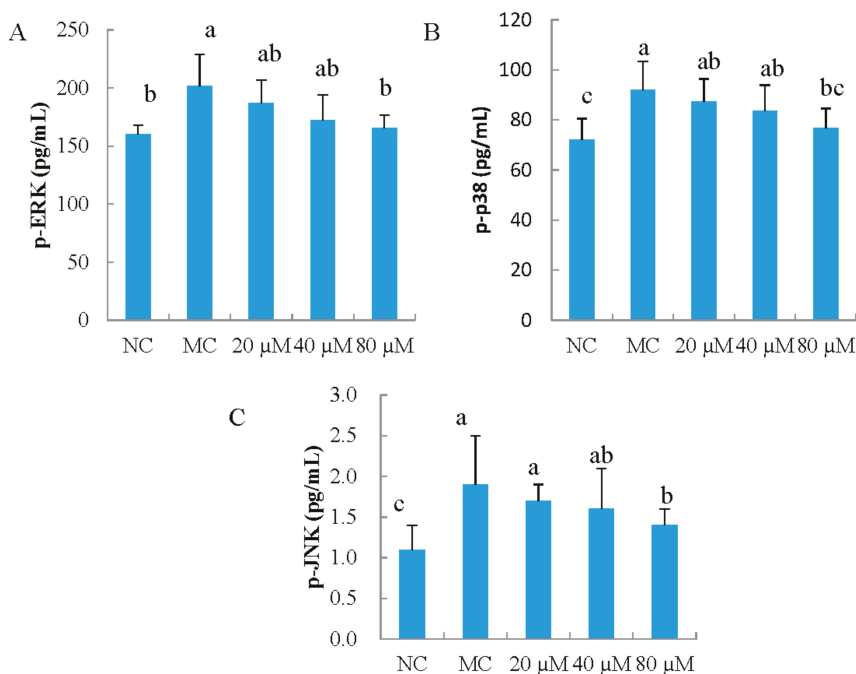 A
p-ERK (pg/mL)
250
200
150
100
50
0
b
a
ab
ab
b
NC MC 20 μM 40 μM 80 μM
B
p-p38 (pg/mL)
120
100
80
60
40
20
0
c
a
ab
ab
bc
NC MC 20 μM 40 μM 80 μM
C
p-JNK (pg/mL)
3.0
2.5
2.0
1.5
1.0
0.5
0.0
c
a
a
ab
b
NC MC 20 μM 40 μM 80 μM